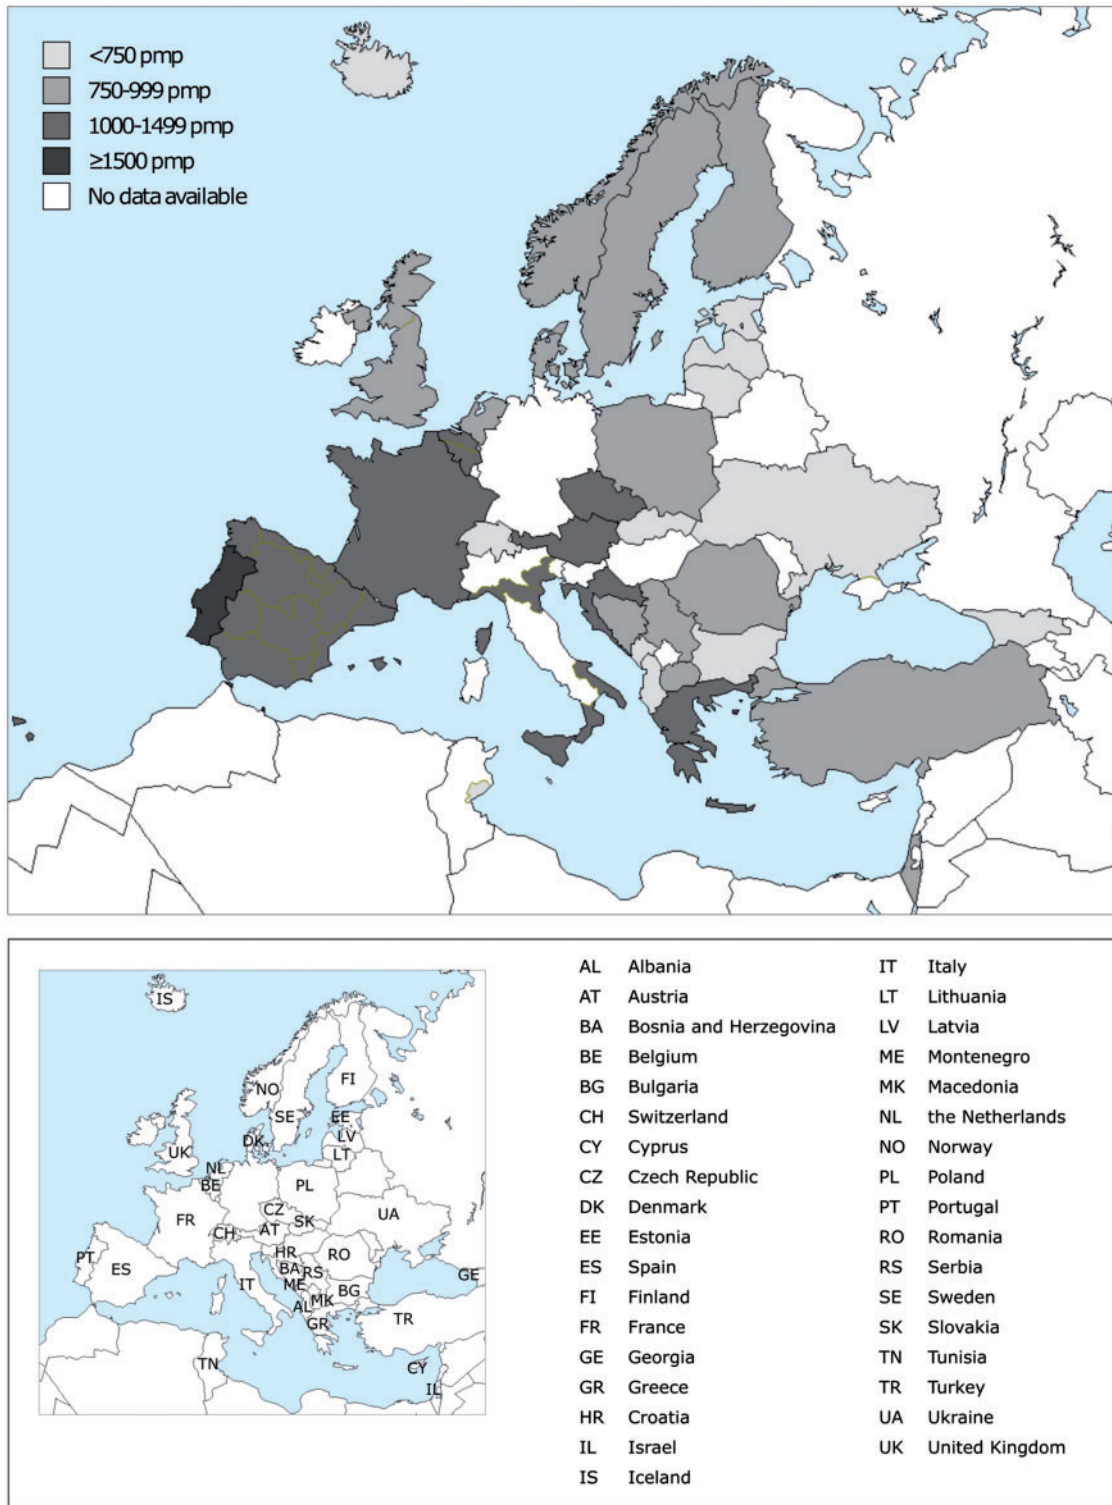 <750 pmp
750-999 pmp
1000-1499 pmp
≥1500 pmp
No data available
IS
NO
FI
SE
EE
DK
LV
LT
UK
NL
BE
PL
CZ
UA
SK
FR
CH
AT
HR
RO
PT
ES
IT
BA
RS
ME
BG
GE
AL
MK
GR
TR
TN
CY
IL
AL Albania
AT Austria
BA Bosnia and Herzegovina
BE Belgium
BG Bulgaria
CH Switzerland
CY Cyprus
CZ Czech Republic
DK Denmark
EE Estonia
ES Spain
FI Finland
FR France
GE Georgia
GR Greece
HR Croatia
IL Israel
IS Iceland
IT Italy
LT Lithuania
LV Latvia
ME Montenegro
MK Macedonia
NL the Netherlands
NO Norway
PL Poland
PT Portugal
RO Romania
RS Serbia
SE Sweden
SK Slovakia
TN Tunisia
TR Turkey
UA Ukraine
UK United Kingdom